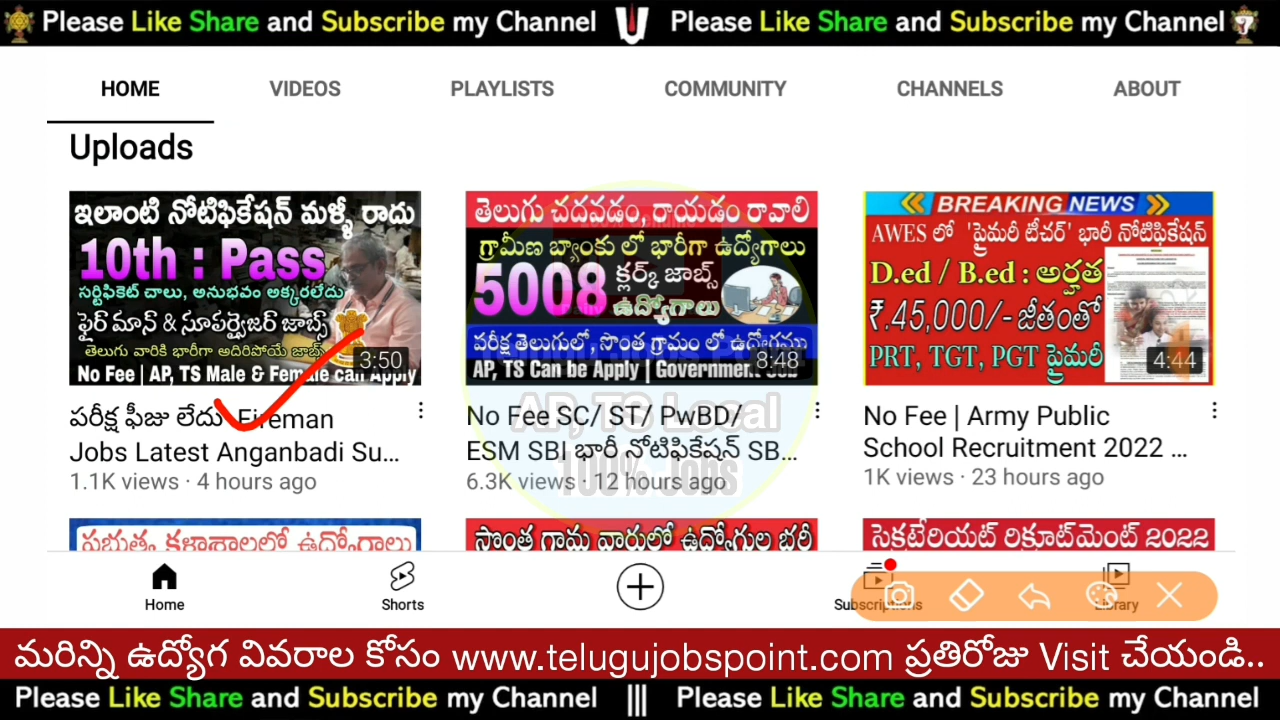 Please Like Share and Subscribe my Channel Please Like Share and Subscribe my Channel
HOME VIDEOS PLAYLISTS COMMUNITY CHANNELS ABOUT
Uploads
ఇలాంటి నోటిఫికేషన్ మళ్ళీ రాదు
10th : Pass
సర్టిఫికెట్ చాలు, అనుభవం అక్కరలేదు
ఫైర్ మాన్ & సూపర్వైజర్ జాబ్స్
తెలుగు వారికి భారీగా అదిరిపోయే జాబ్స్
3:50
No Fee | AP, TS Male & Female can Apply
పరీక్ష ఫీజు లేదు Fireman
Jobs Latest Anganbadi Su...
1.1K views · 4 hours ago
తెలుగు చదవడం, రాయడం రావాలి
గ్రామీణ బ్యాంకు లో భారీగా ఉద్యోగాలు
5008 క్లర్క్ జాబ్స్
ఉద్యోగాలు
పరీక్ష తెలుగులో, సొంత గ్రామం లో ఉద్యోగము
8:48
AP, TS Can be Apply | Government Job
No Fee SC/ ST/ PwBD/
ESM SBI భారీ నోటిఫికేషన్ SB...
6.3K views · 12 hours ago
BREAKING NEWS
AWES లో 'ప్రైమరీ టీచర్' భారీ నోటిఫికేషన్
D.ed / B.ed : అర్హత
₹.45,000/- జీతంతో
PRT, TGT, PGT ప్రైమరీ
4:44
No Fee | Army Public
School Recruitment 2022 ...
1K views · 23 hours ago
AP, TS Local
100% Jobs
ప్రభుత్వ కళాశాలలో ఉద్యోగాలు
సొంత గ్రామ వారులో ఉద్యోగుల భర్తీ
సెక్రటేరియట్ రిక్రూట్‌మెంట్ 2022
Home Shorts Subscriptions Library
మరిన్ని ఉద్యోగ వివరాల కోసం www.telugujobspoint.com ప్రతిరోజు Visit చేయండి..
Please Like Share and Subscribe my Channel ||| Please Like Share and Subscribe my Channel